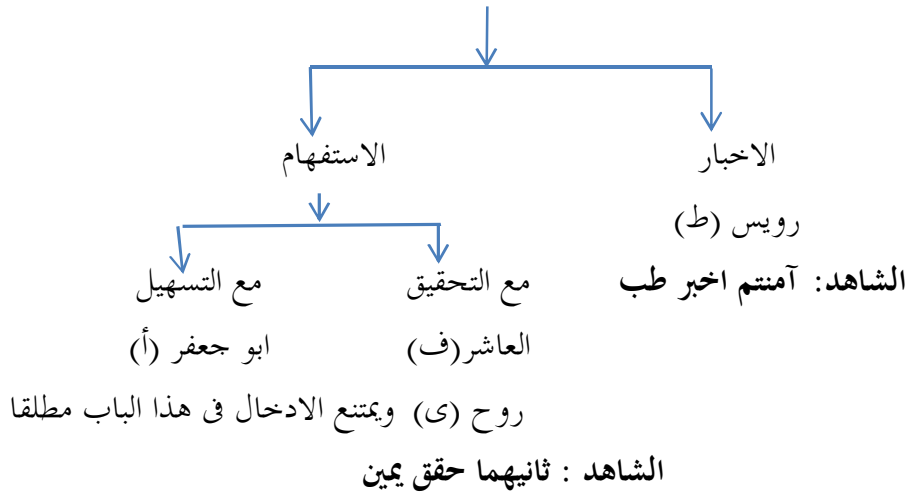 الاخبار الاستفهام
رويس (ط)
الشاهد: آمنتم اخبر طب مع التحقيق مع التسهيل
العاشر(ف) ابو جعفر (أ)
روح (ى) ويمتنع الادخال فى هذا الباب مطلقا
الشاهد : ثانيهما حقق يمين